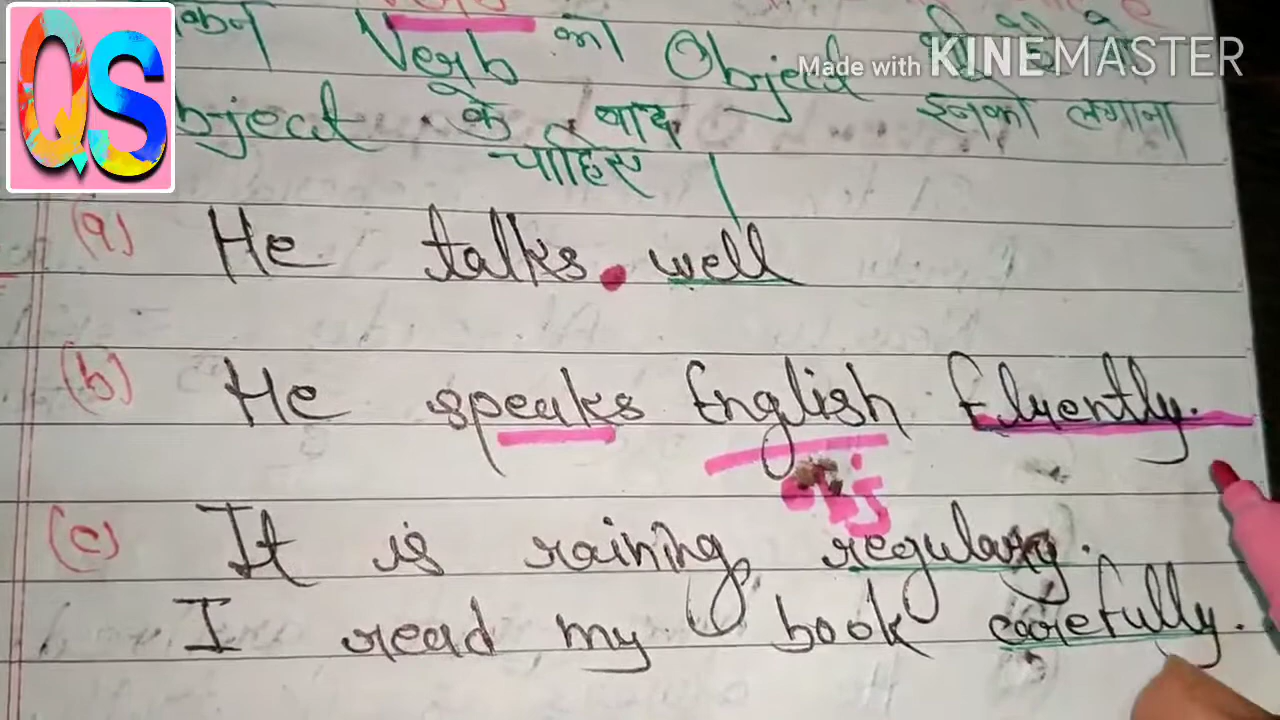 QS
Made with KINEMASTER
Verb का Object भी हो तो
bject के बाद इनको लगाना
चाहिए।
(a) He talks. well
(b) He speaks English fluently.
obj
(c) It is raining regularly.
I read my book carefully.